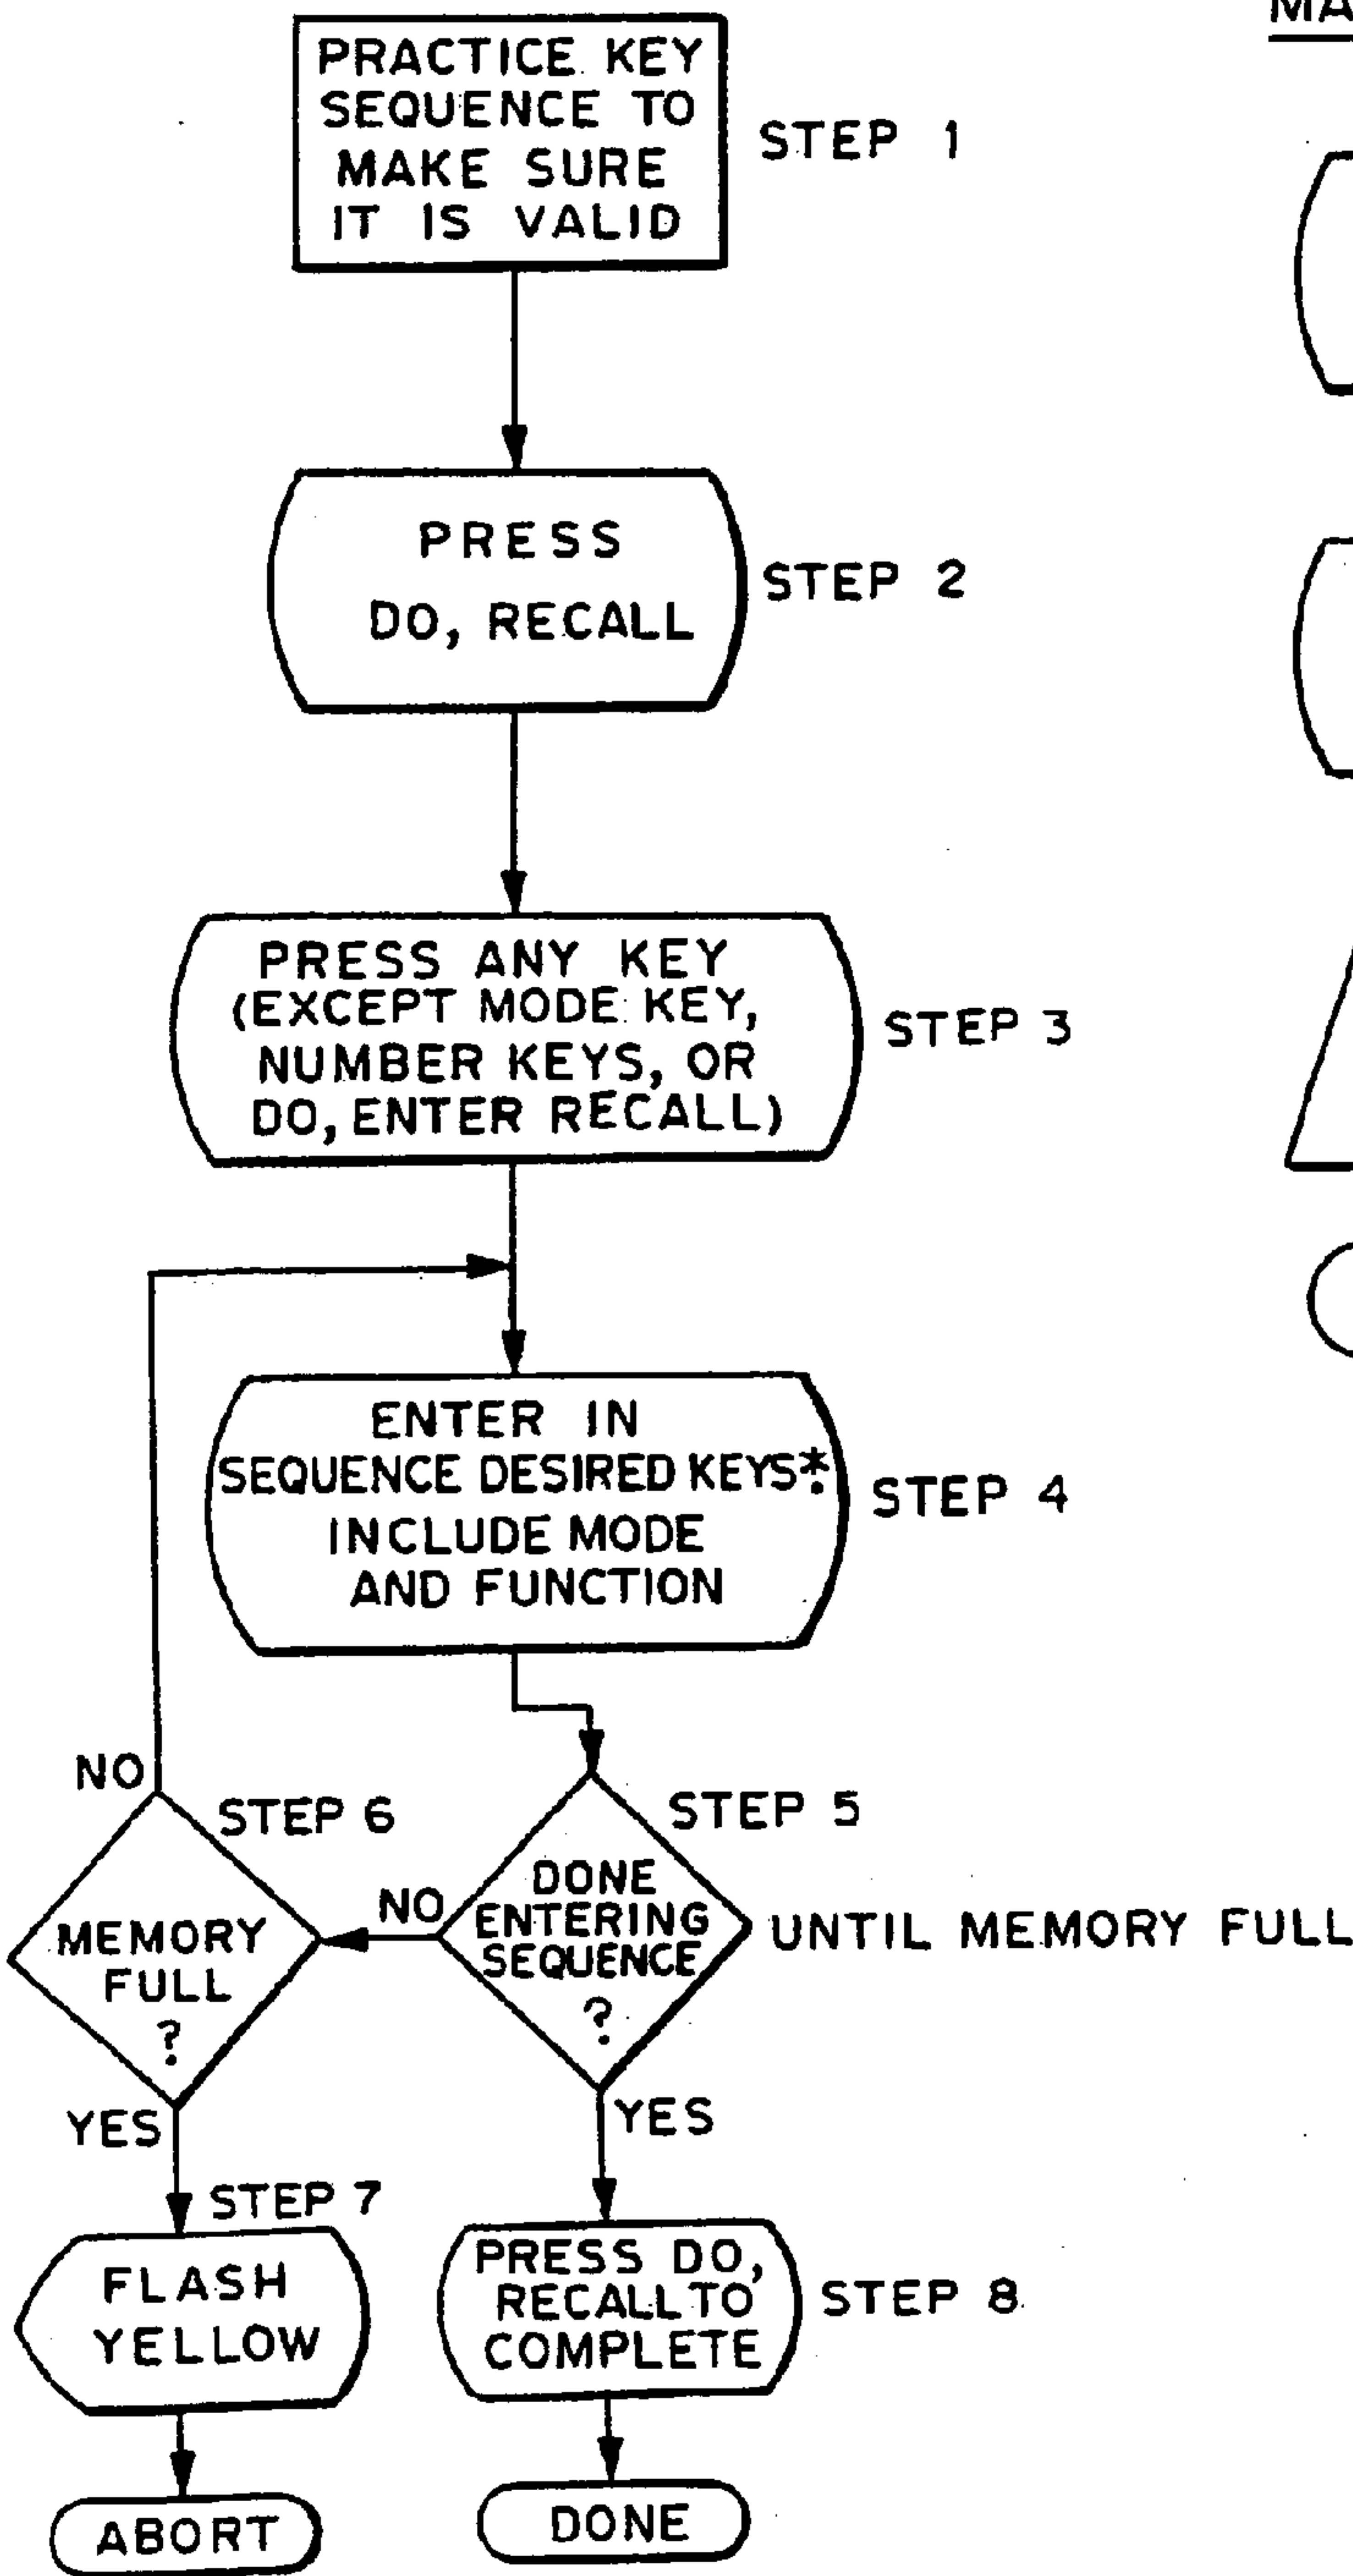 PRACTICE KEY
SEQUENCE TO
MAKE SURE
IT IS VALID
STEP 1
PRESS
DO, RECALL
STEP 2
PRESS ANY KEY
(EXCEPT MODE KEY,
NUMBER KEYS, OR
DO, ENTER RECALL)
STEP 3
ENTER IN
SEQUENCE DESIRED KEYS*.
INCLUDE MODE
AND FUNCTION
STEP 4
NO
STEP 6
MEMORY
FULL
?
YES
STEP 5
DONE
ENTERING
SEQUENCE
?
NO
UNTIL MEMORY FULL
YES
STEP 7
FLASH
YELLOW
PRESS DO,
RECALL TO
COMPLETE
STEP 8
ABORT
DONE